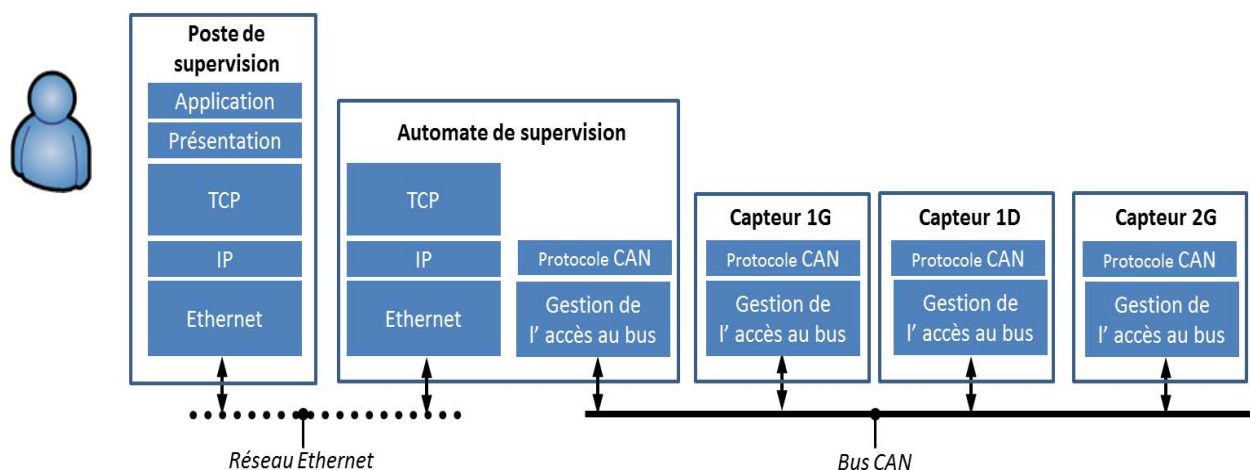 Poste de
supervision
Application
Présentation
TCP
IP
Ethernet
Automate de supervision
TCP
IP
Ethernet
Protocole CAN
Gestion de
l' accès au bus
Capteur 1G
Protocole CAN
Gestion de
l' accès au bus
Capteur 1D
Protocole CAN
Gestion de
l' accès au bus
Capteur 2G
Protocole CAN
Gestion de
l' accès au bus
Réseau Ethernet
Bus CAN